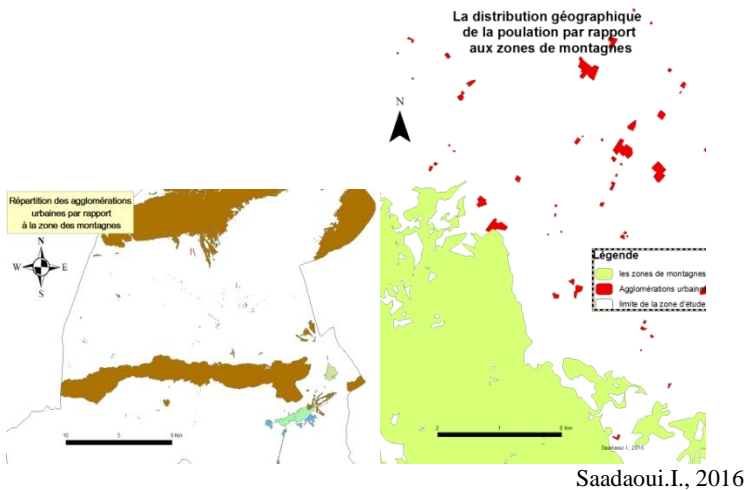 La distribution géographique
de la poulation par rapport
aux zones de montagnes
N
Répartition des agglomérations
urbaines par rapport
à la zone des montagnes
N
W E
S
Légende
les zones de montagnes
Agglomérations urbaine
limite de la zone d'étude
10 5 0 Km
2 1 0 Km
Saadaoui.I., 2016
Saadaoui.I., 2016